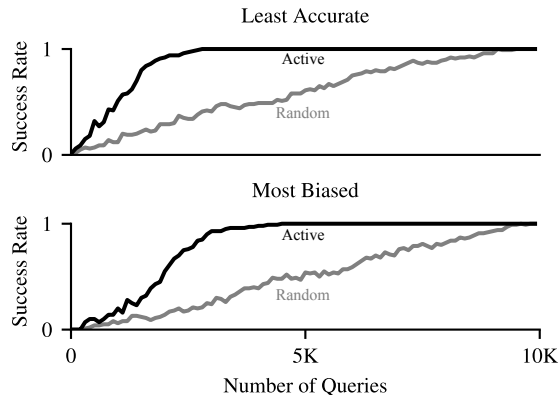 Least Accurate
Success Rate
1
Active
Random
0
Most Biased
Success Rate
1
Active
Random
0
0
5K
10K
Number of Queries